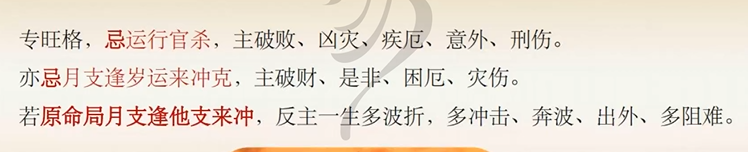 专旺格，忌运行官杀，主破败、凶灾、疾厄、意外、刑伤。
亦忌月支逢岁运来冲克，主破财、是非、困厄、灾伤。
若原命局月支逢他支来冲，反主一生多波折，多冲击、奔波、出外、多阻难。